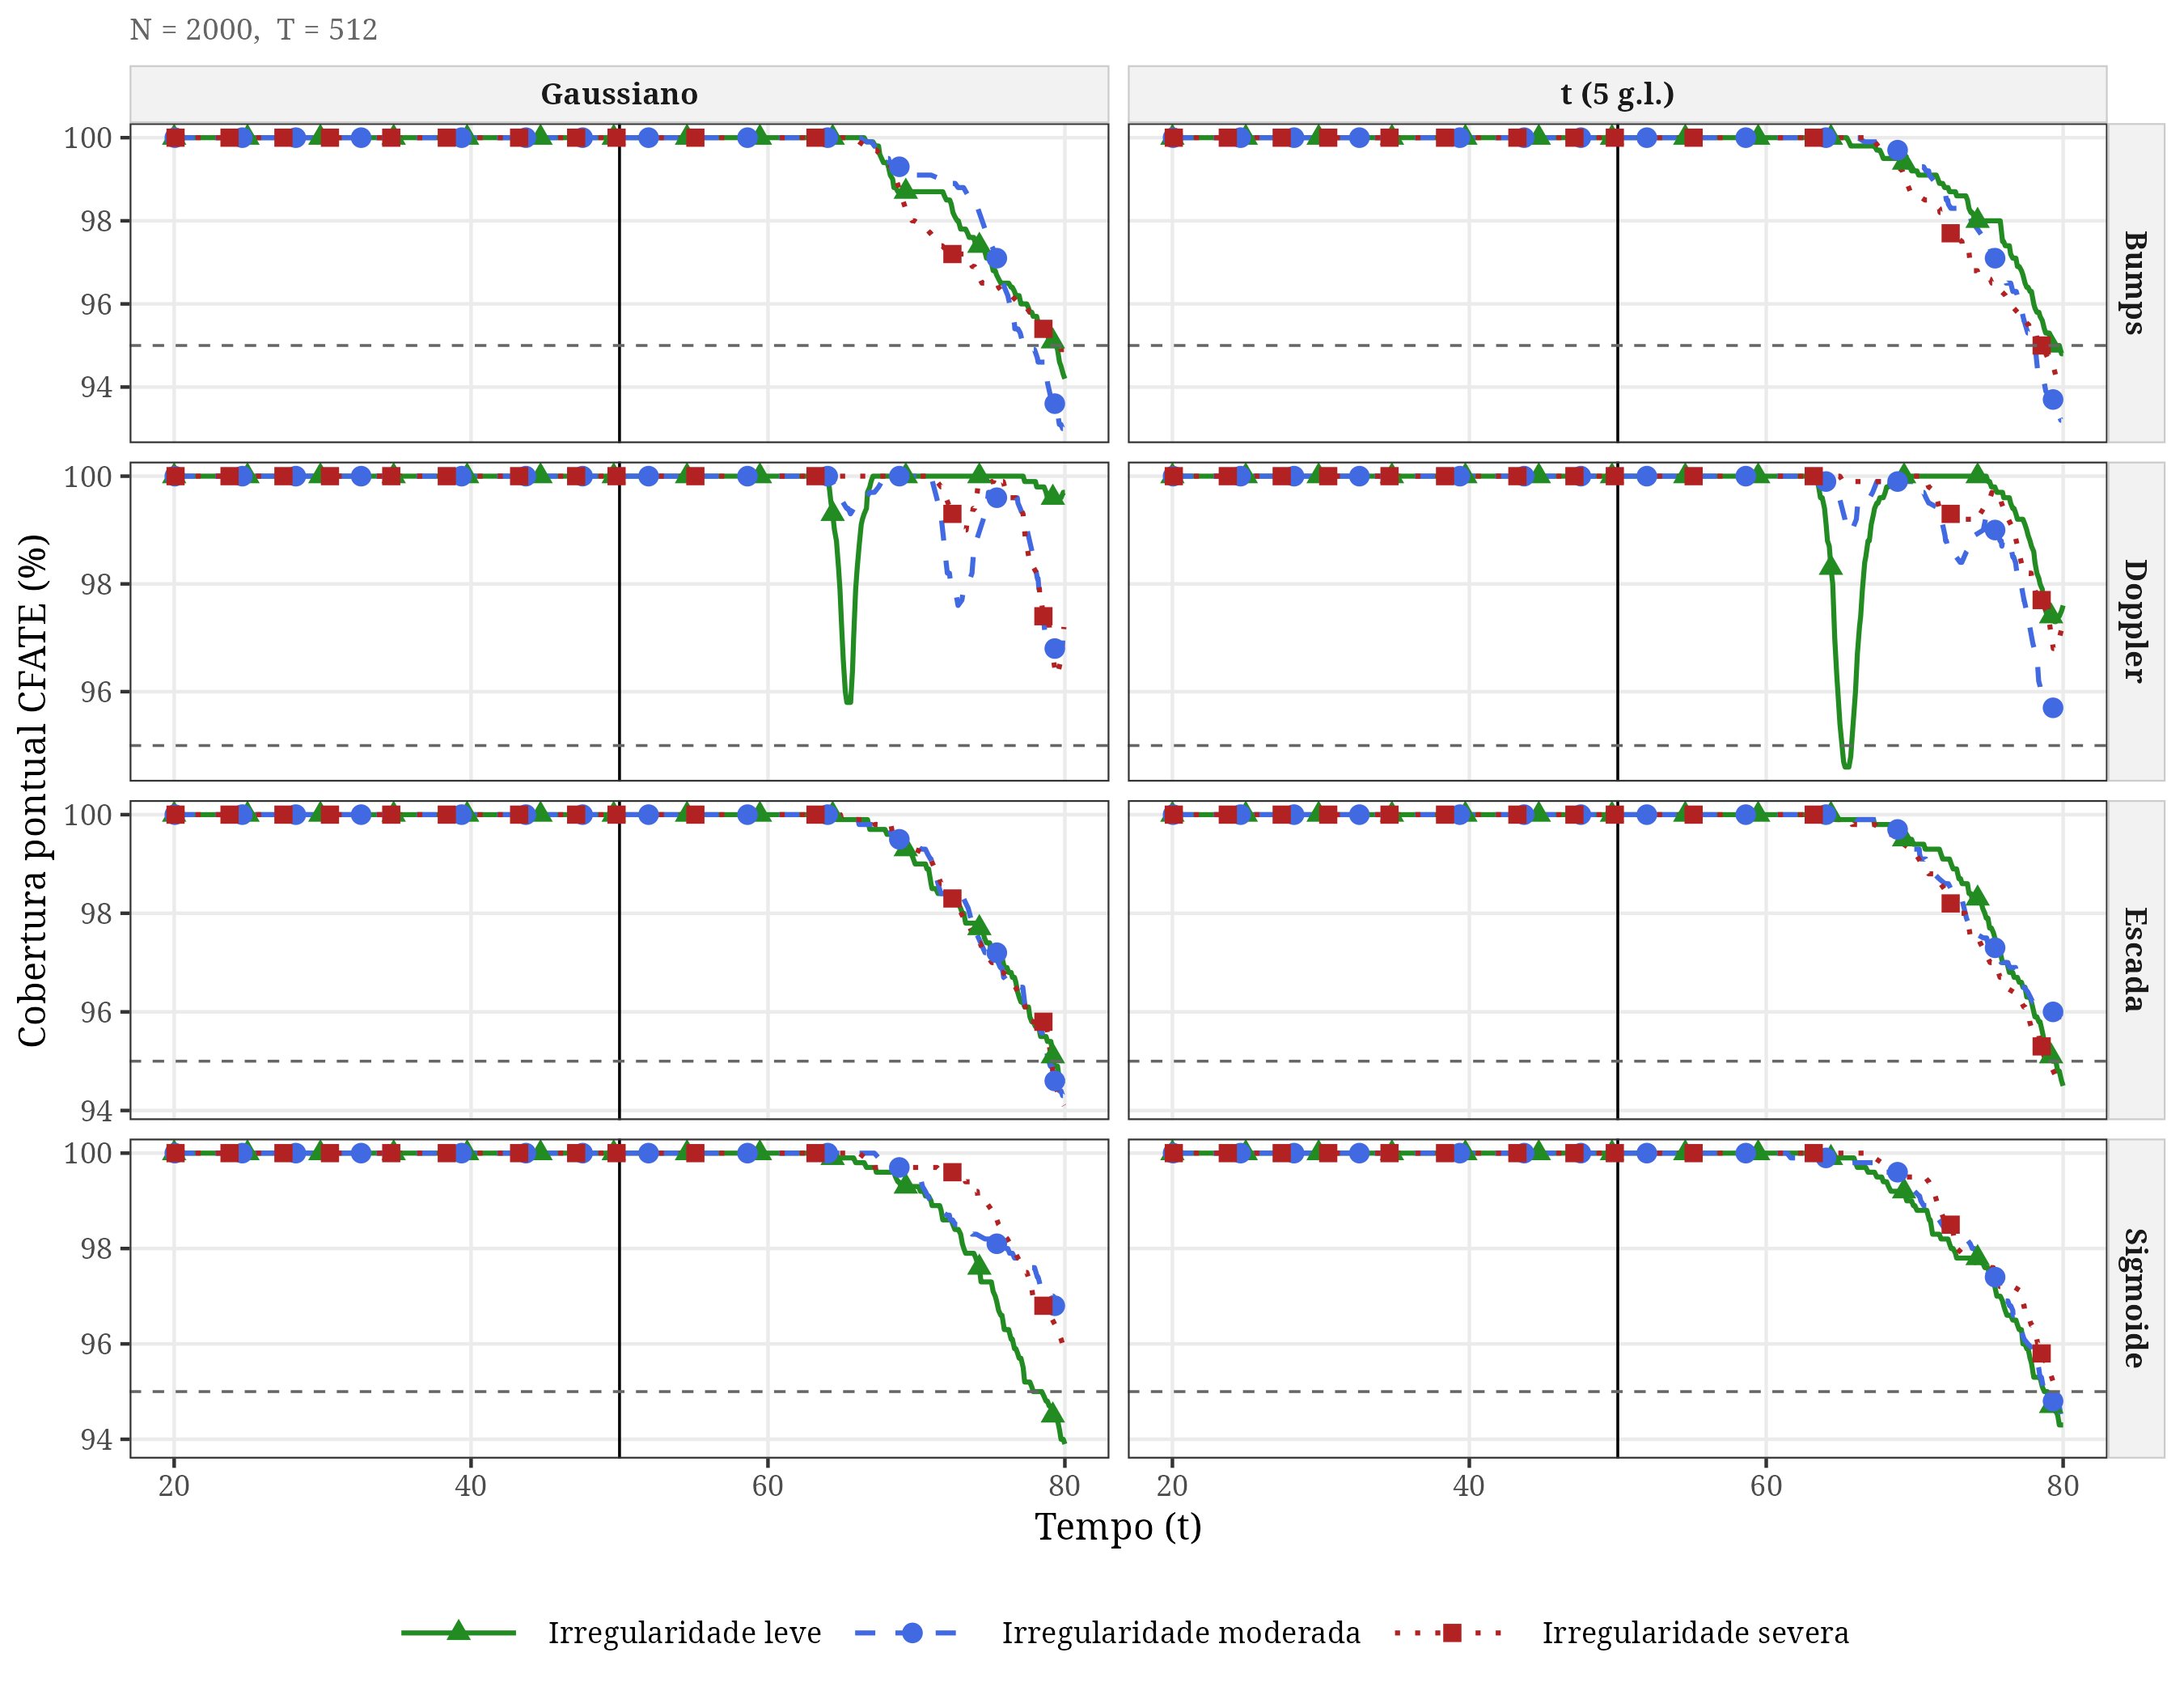 N = 2000,  T = 512
Gaussiano
t (5 g.l.)
Cobertura pontual CFATE (%)
100
98
96
94
Bumps
100
98
96
Doppler
100
98
96
94
Escada
100
98
96
94
Sigmoide
20
40
60
80
20
40
60
80
Tempo (t)
Irregularidade leve
Irregularidade moderada
Irregularidade severa